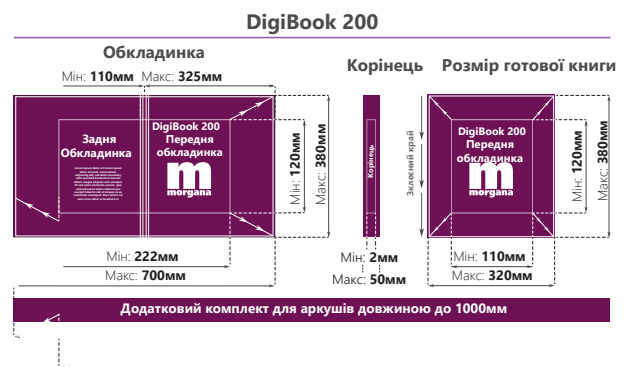 DigiBook 200
Обкладинка
Корінець
Розмір готової книги
Мін: 110мм Макс: 325мм
Задня
Обкладинка
DigiBook 200
Передня
обкладинка
m
morgana
Мін: 120мм
Макс: 380мм
Корінець
Зклеєний край
DigiBook 200
Передня
обкладинка
m
morgana
Мін: 120мм
Макс: 380мм
Мін: 222мм
Макс: 700мм
Мін: 2мм
Макс: 50мм
Мін: 110мм
Макс: 320мм
Додатковий комплект для аркушів довжиною до 1000мм